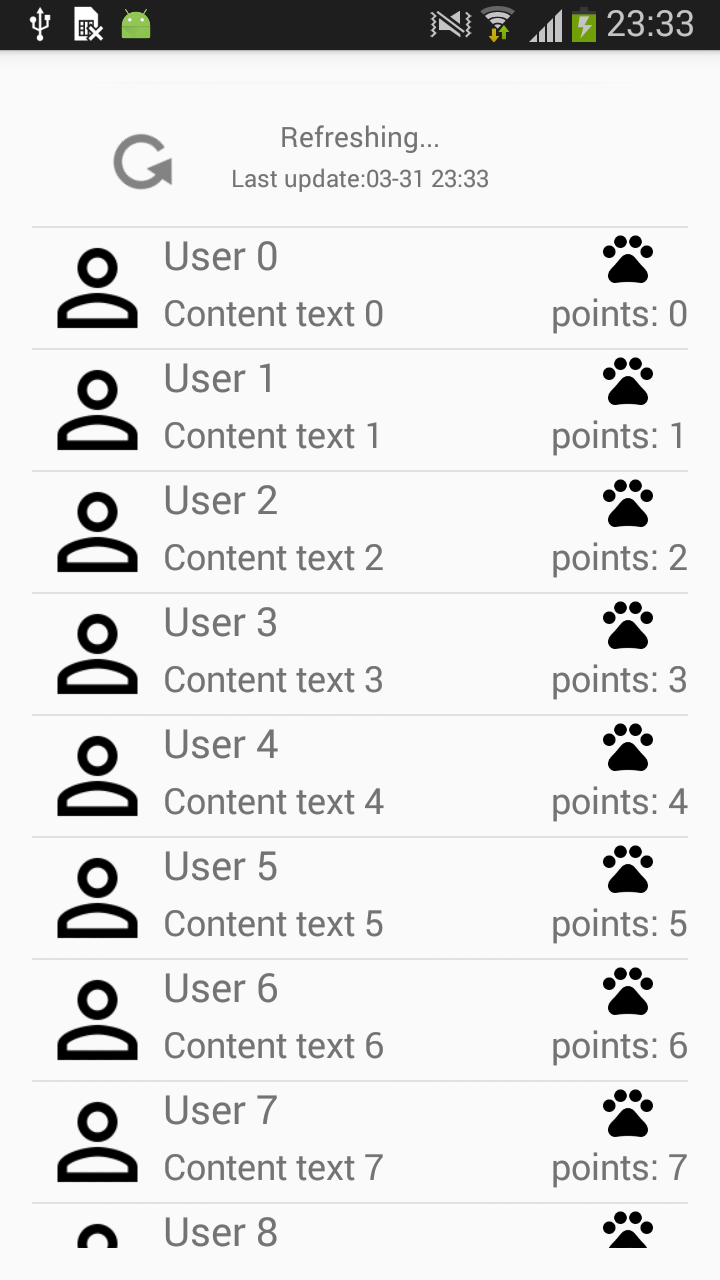 23:33
Refreshing...
Last update:03-31 23:33
User 0
Content text 0 points: 0
User 1
Content text 1 points: 1
User 2
Content text 2 points: 2
User 3
Content text 3 points: 3
User 4
Content text 4 points: 4
User 5
Content text 5 points: 5
User 6
Content text 6 points: 6
User 7
Content text 7 points: 7
User 8